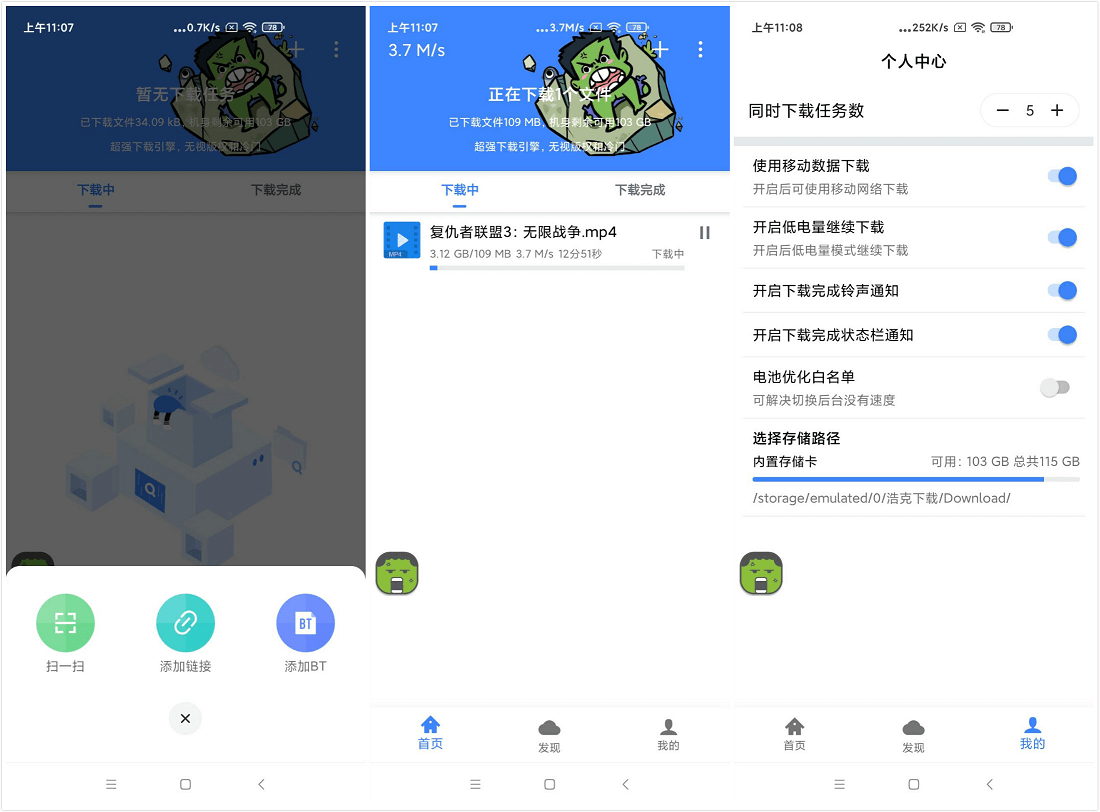 上午11:07
...0.7K/s
78
暂无下载任务
已下载文件34.09 kB，机身剩余可用103 GB
超强下载引擎，无视版权和冷门
下载中
下载完成
扫一扫
添加链接
BT
添加BT
上午11:07
...3.7M/s
78
3.7 M/s
正在下载1个文件
已下载文件109 MB，机身剩余可用103 GB
超强下载引擎，无视版权和冷门
下载中
下载完成
MP4
复仇者联盟3：无限战争.mp4
3.12 GB/109 MB 3.7 M/s 12分51秒
下载中
首页
发现
我的
上午11:08
...252K/s
78
个人中心
同时下载任务数
5
使用移动数据下载
开启后可使用移动网络下载
开启低电量继续下载
开启后低电量模式继续下载
开启下载完成铃声通知
开启下载完成状态栏通知
电池优化白名单
可解决切换后台没有速度
选择存储路径
内置存储卡
可用：103 GB 总共115 GB
/storage/emulated/0/浩克下载/Download/
首页
发现
我的